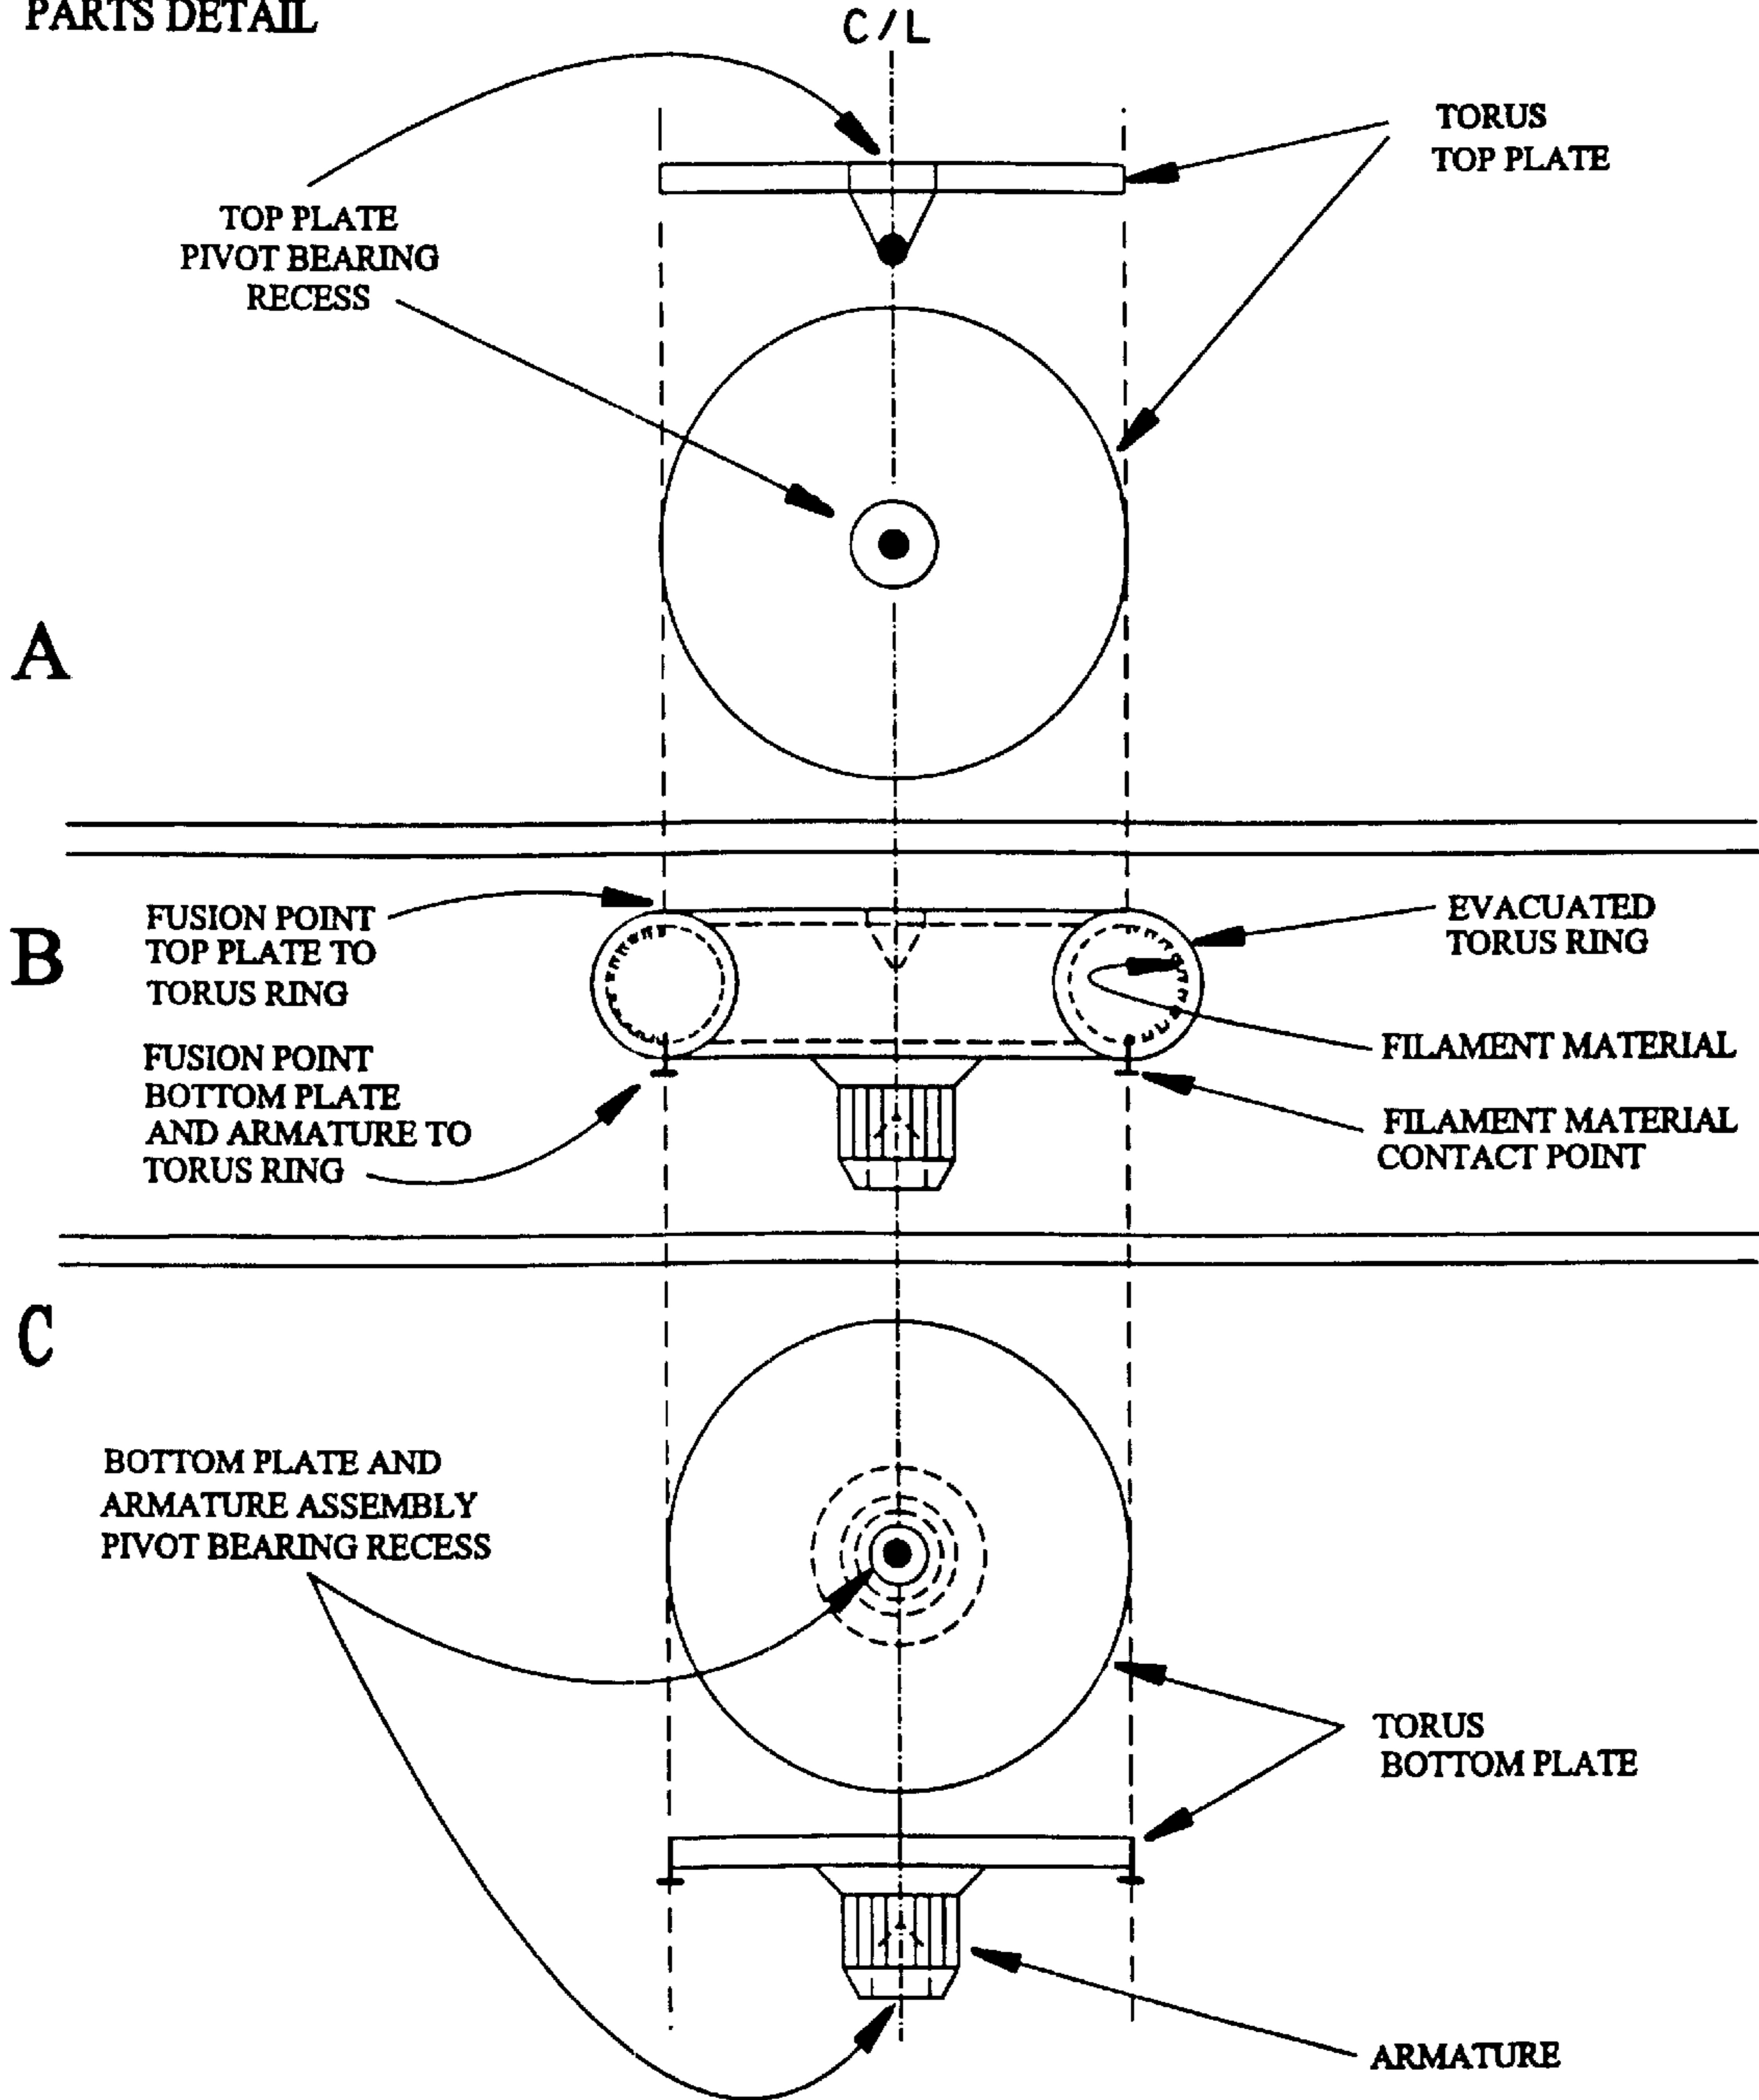 PARTS DETAIL
C/L
TORUS
TOP PLATE
TOP PLATE
PIVOT BEARING
RECESS
A
B
FUSION POINT
TOP PLATE TO
TORUS RING
EVACUATED
TORUS RING
FILAMENT MATERIAL
FUSION POINT
BOTTOM PLATE
AND ARMATURE TO
TORUS RING
FILAMENT MATERIAL
CONTACT POINT
C
BOTTOM PLATE AND
ARMATURE ASSEMBLY
PIVOT BEARING RECESS
TORUS
BOTTOM PLATE
ARMATURE